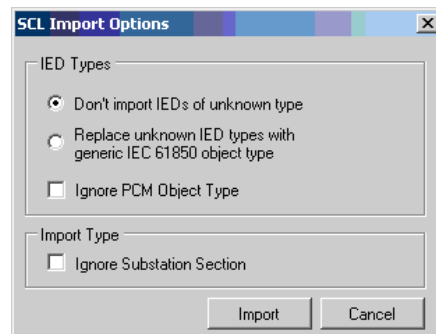 SCL Import Options
IED Types
Don't import IEDs of unknown type
Replace unknown IED types with
generic IEC 61850 object type
Ignore PCM Object Type
Import Type
Ignore Substation Section
Import
Cancel